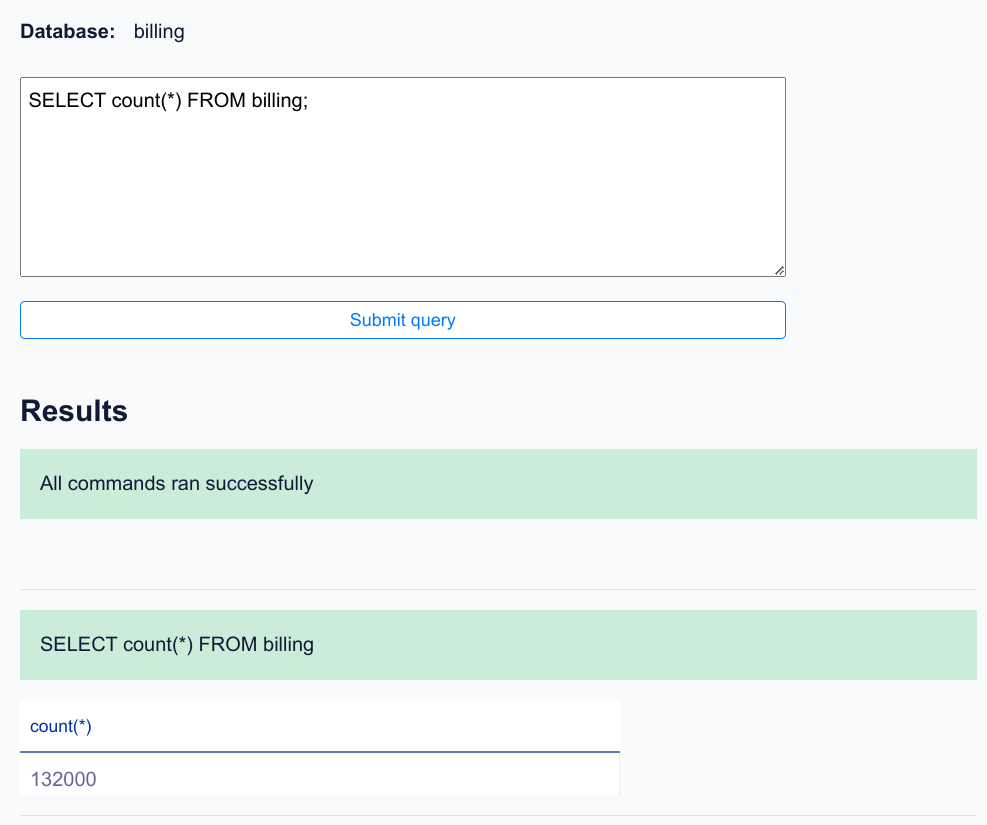 Database: billing
SELECT count(*) FROM billing;
Submit query
Results
All commands ran successfully
SELECT count(*) FROM billing
count(*)
132000